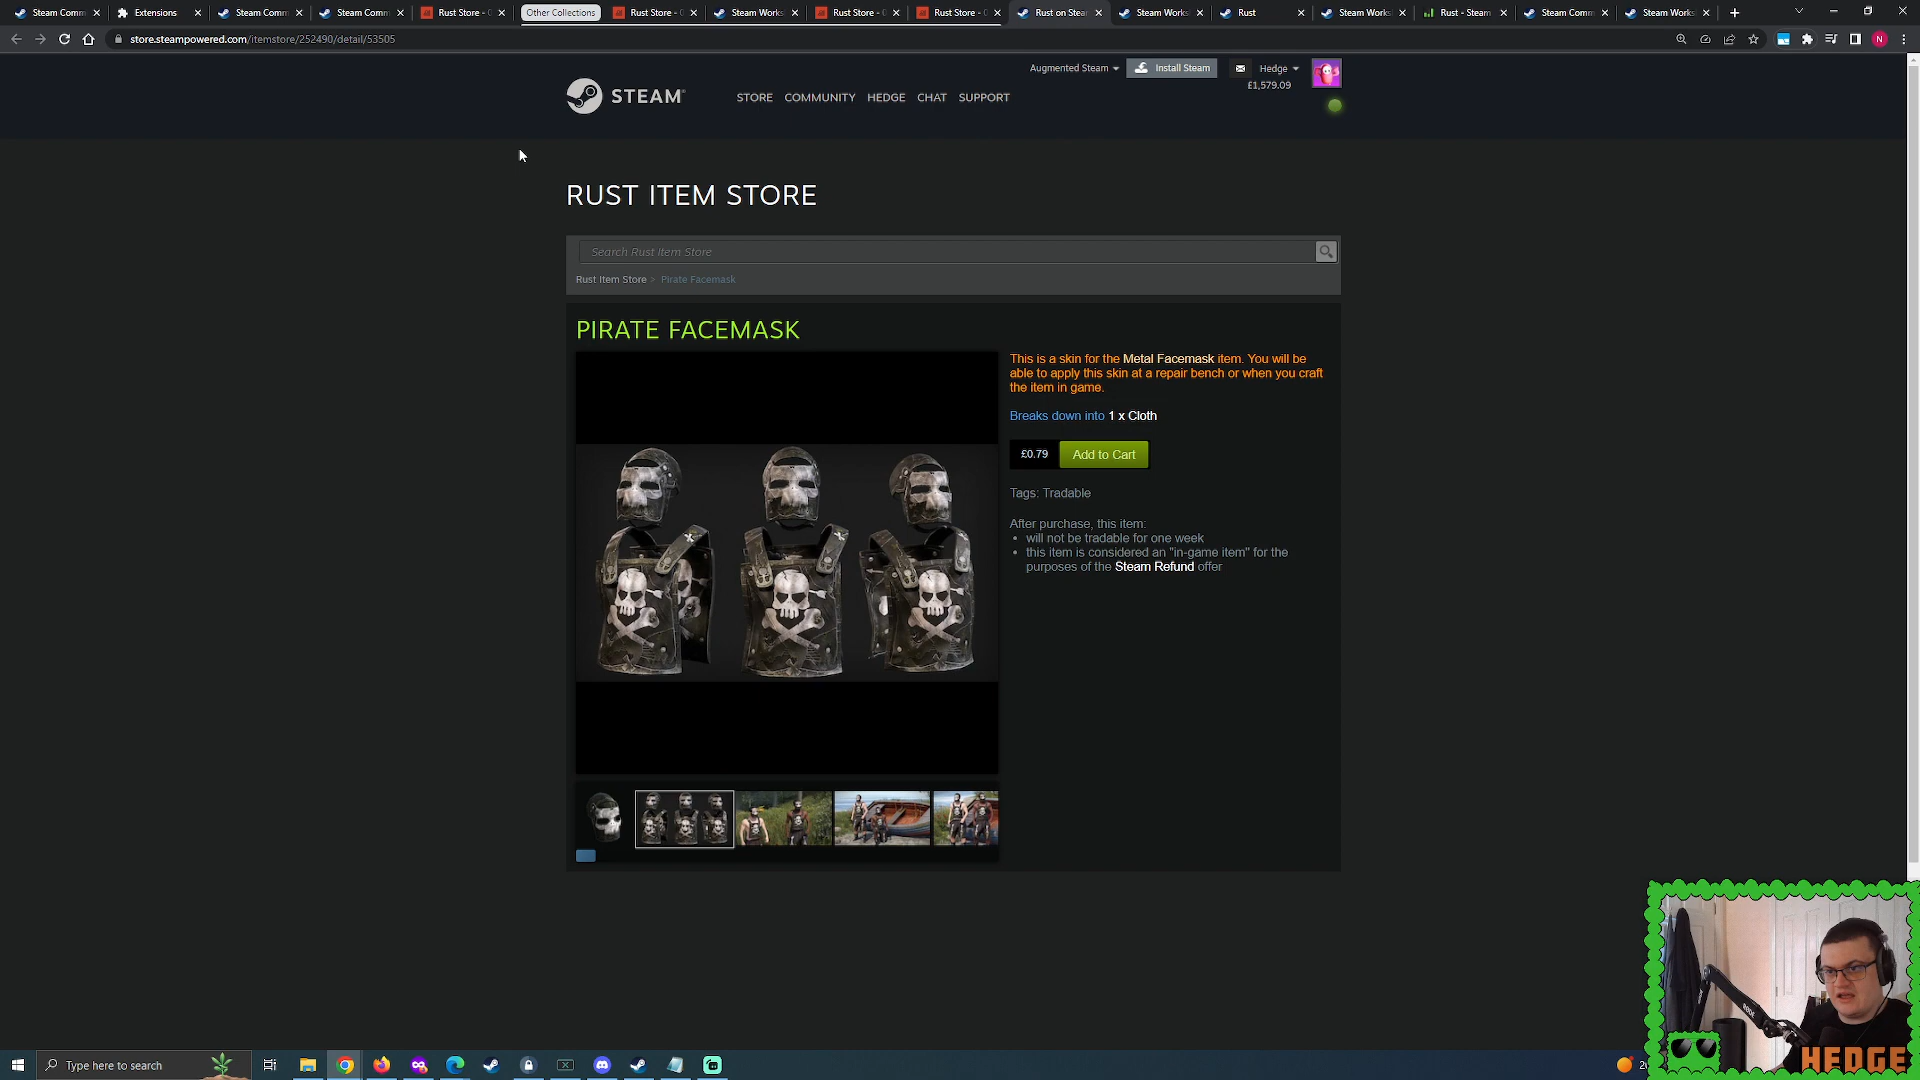 Steam Comm
Extensions
Steam Comm
Steam Comm
Rust Store - 
Other Collections
Rust Store - 
Steam Works
Rust Store - 
Rust Store - 
Rust on Stea
Steam Works
Rust
Steam Works
Rust - Steam
Steam Comm
Steam Works
store.steampowered.com/itemstore/252490/detail/53505
N
Augmented Steam
Install Steam
Hedge
£1,579.09
STEAM
STORE COMMUNITY HEDGE CHAT SUPPORT
RUST ITEM STORE
Search Rust Item Store
Rust Item Store > Pirate Facemask
PIRATE FACEMASK
This is a skin for the Metal Facemask item. You will be
able to apply this skin at a repair bench or when you craft
the item in game.
Breaks down into 1 x Cloth
£0.79 Add to Cart
Tags: Tradable
After purchase, this item:
• will not be tradable for one week
• this item is considered an "in-game item" for the
purposes of the Steam Refund offer
RODE
HEDGE
Type here to search